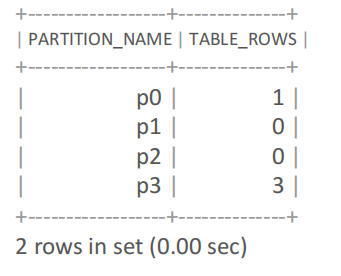 +---------------------+-----------------+
| PARTITION_NAME | TABLE_ROWS |
+---------------------+-----------------+
| p0 | 1 |
| p1 | 0 |
| p2 | 0 |
| p3 | 3 |
+---------------------+-----------------+
2 rows in set (0.00 sec)